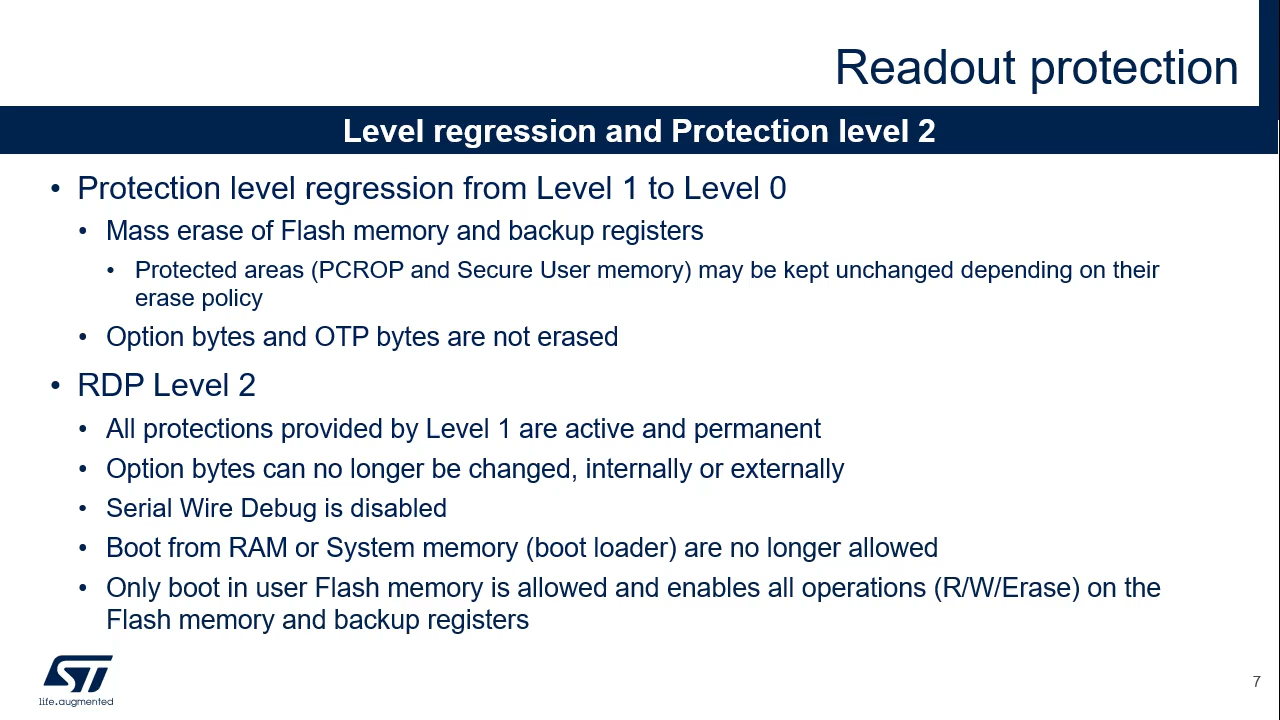 Readout protection
Level regression and Protection level 2
• Protection level regression from Level 1 to Level 0
• Mass erase of Flash memory and backup registers
• Protected areas (PCROP and Secure User memory) may be kept unchanged depending on their
erase policy
• Option bytes and OTP bytes are not erased
• RDP Level 2
• All protections provided by Level 1 are active and permanent
• Option bytes can no longer be changed, internally or externally
• Serial Wire Debug is disabled
• Boot from RAM or System memory (boot loader) are no longer allowed
• Only boot in user Flash memory is allowed and enables all operations (R/W/Erase) on the
Flash memory and backup registers
ST
life.augmented
7